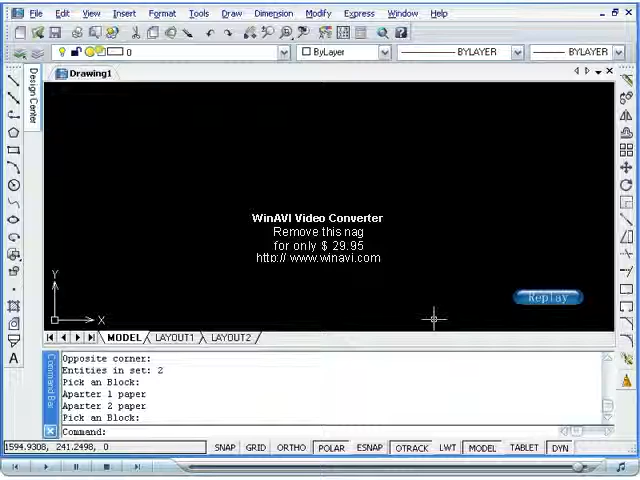 File Edit View Insert Format Tools Draw Dimension Modify Express Window Help
0 ByLayer BYLAYER BYLAYER
Drawing1
Design Center
WinAVI Video Converter
Remove this nag
for only $ 29.95
http:// www.winavi.com
Replay
Y
X
MODEL LAYOUT1 LAYOUT2
Command Bar
Opposite corner:
Entities in set: 2
Pick an Block:
Aparter 1 paper
Aparter 2 paper
Pick an Block:
Command:
1594.9308, 241.2498, 0 SNAP GRID ORTHO POLAR ESNAP OTRACK LWT MODEL TABLET DYN